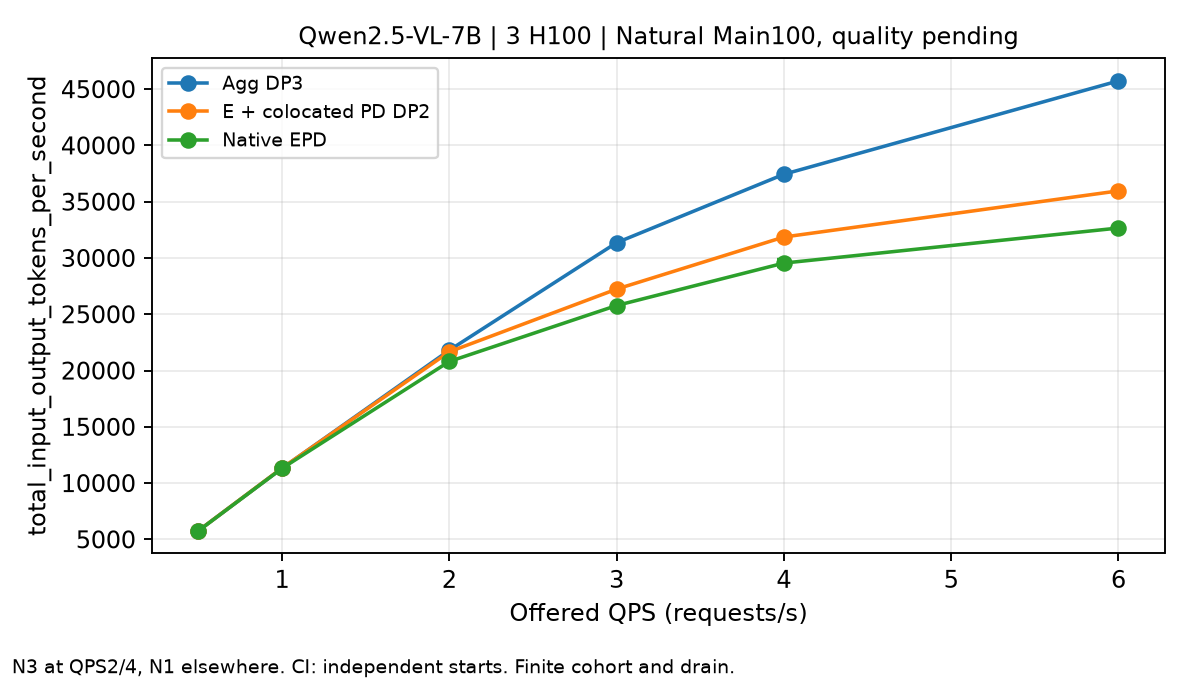 Qwen2.5-VL-7B | 3 H100 | Natural Main100, quality pending
Agg DP3
E + colocated PD DP2
Native EPD
total_input_output_tokens_per_second
45000
40000
35000
30000
25000
20000
15000
10000
5000
1 2 3 4 5 6
Offered QPS (requests/s)
N3 at QPS2/4, N1 elsewhere. CI: independent starts. Finite cohort and drain.